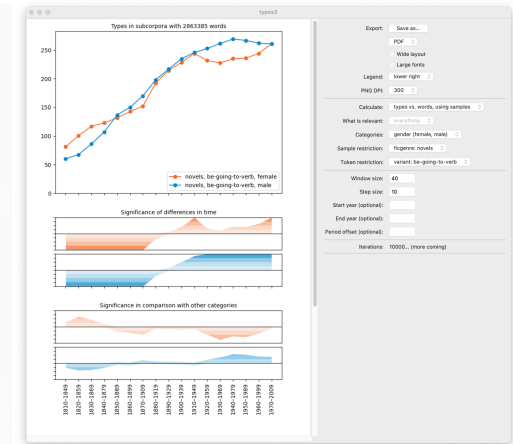 types3
Types in subcorpora with 2863385 words
250
200
150
100
50
0
novels, be-going-to-verb, female
novels, be-going-to-verb, male
Significance of differences in time
Significance in comparison with other categories
1810-1849
1820-1859
1830-1869
1840-1879
1850-1889
1860-1899
1870-1909
1880-1919
1890-1929
1900-1939
1910-1949
1920-1959
1930-1969
1940-1979
1950-1989
1960-1999
1970-2009
Export: Save as...
PDF
Wide layout
Large fonts
Legend: lower right
PNG DPI: 300
Calculate: types vs. words, using samples
What is relevant: everything
Categories: gender (female, male)
Sample restriction: ficgenre: novels
Token restriction: variant: be-going-to-verb
Window size: 40
Step size: 10
Start year (optional):
End year (optional):
Period offset (optional):
Iterations: 10000... (more coming)